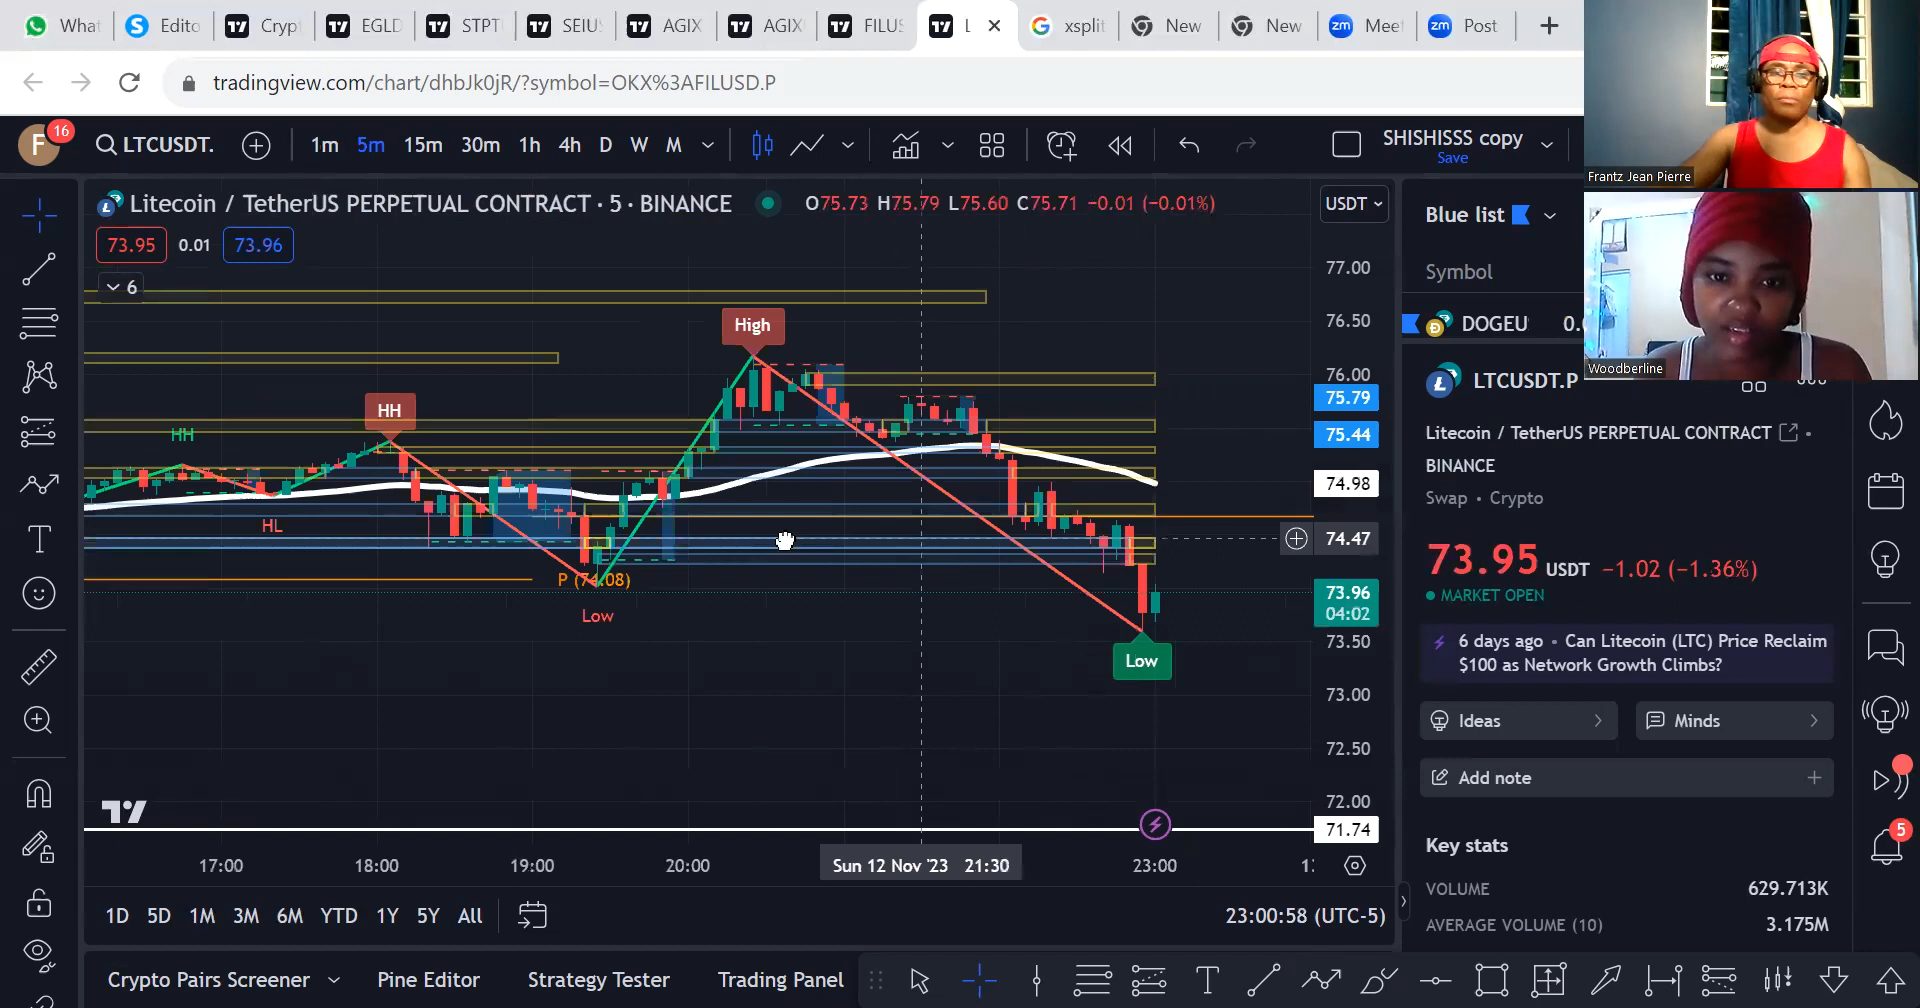 What
Edito
Crypt
EGLD
STPT
SEIUS
AGIX
AGIX
FILUS
L
xsplit
New
New
Mee
Post
tradingview.com/chart/dhbJk0jR/?symbol=OKX%3AFILUSD.P
F
16
LTCUSDT.
1m 5m 15m 30m 1h 4h D W M
SHISHISSS copy
Save
Frantz Jean Pierre
Woodberline
Litecoin / TetherUS PERPETUAL CONTRACT · 5 · BINANCE
O75.73 H75.79 L75.60 C75.71 −0.01 (−0.01%)
USDT
73.95 0.01 73.96
6
77.00
76.50
76.00
75.79
75.44
74.98
74.47
73.96
04:02
73.50
73.00
72.50
72.00
71.74
High
HH
HH
HL
P (74.08)
Low
Low
17:00 18:00 19:00 20:00 Sun 12 Nov '23 21:30 23:00 1:
1D 5D 1M 3M 6M YTD 1Y 5Y All
23:00:58 (UTC-5)
Crypto Pairs Screener Pine Editor Strategy Tester Trading Panel
Blue list
Symbol
DOGEU 0.
LTCUSDT.P
Litecoin / TetherUS PERPETUAL CONTRACT ·
BINANCE
Swap · Crypto
73.95 USDT −1.02 (−1.36%)
MARKET OPEN
6 days ago · Can Litecoin (LTC) Price Reclaim
$100 as Network Growth Climbs?
Ideas
Minds
Add note
Key stats
VOLUME 629.713K
AVERAGE VOLUME (10) 3.175M
5